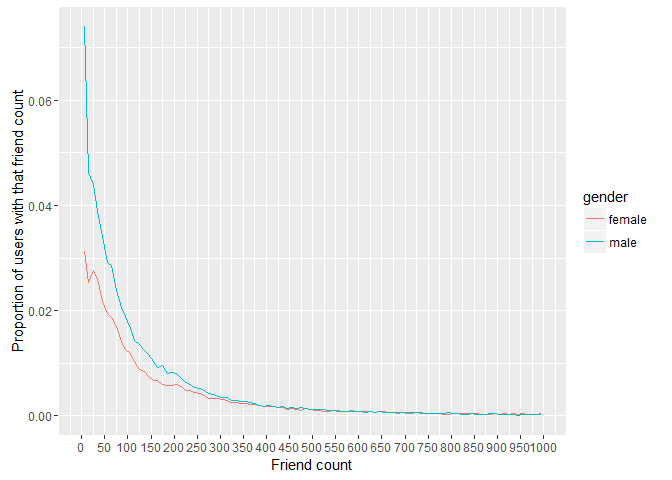 Proportion of users with that friend count
0.06
0.04
0.02
0.00
0 50 100 150 200 250 300 350 400 450 500 550 600 650 700 750 800 850 900 950 1000
Friend count
gender
female
male